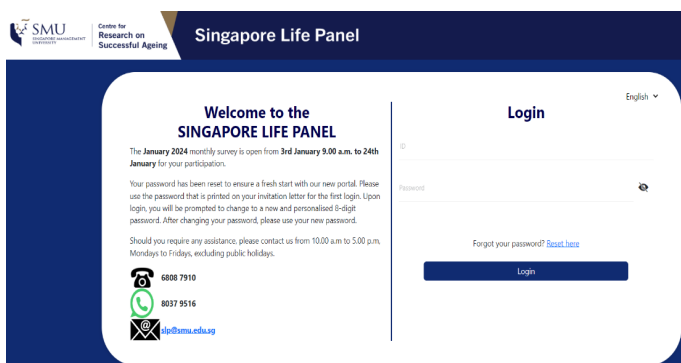 SMU
SINGAPORE MANAGEMENT
UNIVERSITY
Centre for
Research on
Successful Ageing
Singapore Life Panel
English
Welcome to the
SINGAPORE LIFE PANEL
The January 2024 monthly survey is open from 3rd January 9.00 a.m. to 24th
January for your participation.
Your password has been reset to ensure a fresh start with our new portal. Please
use the password that is printed on your invitation letter for the first login. Upon
login, you will be prompted to change to a new and personalised 8-digit
password. After changing your password, please use your new password.
Should you require any assistance, please contact us from 10.00 a.m to 5.00 p.m,
Mondays to Fridays, excluding public holidays.
6808 7910
8037 9516
@
slp@smu.edu.sg
Login
ID
Password
Forgot your password? Reset here
Login